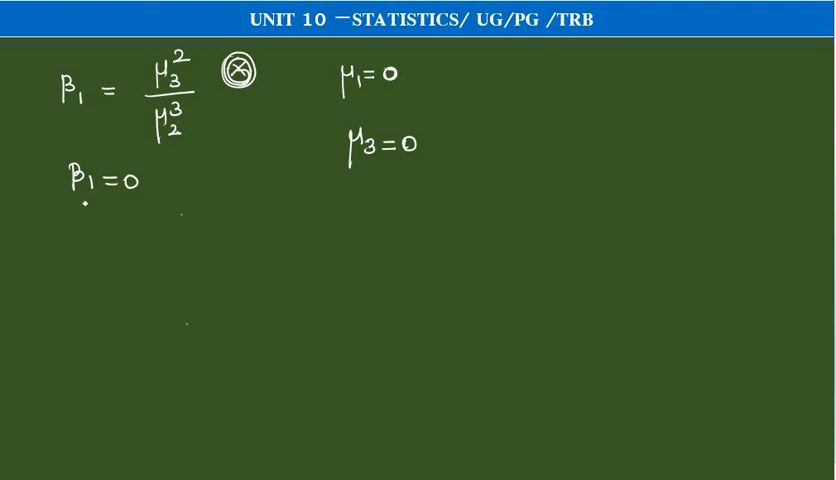 UNIT 10 –STATISTICS/ UG/PG /TRB
β₁ = μ₃² / μ₂³ ⊗
μ₁=0
μ₃=0
β₁=0